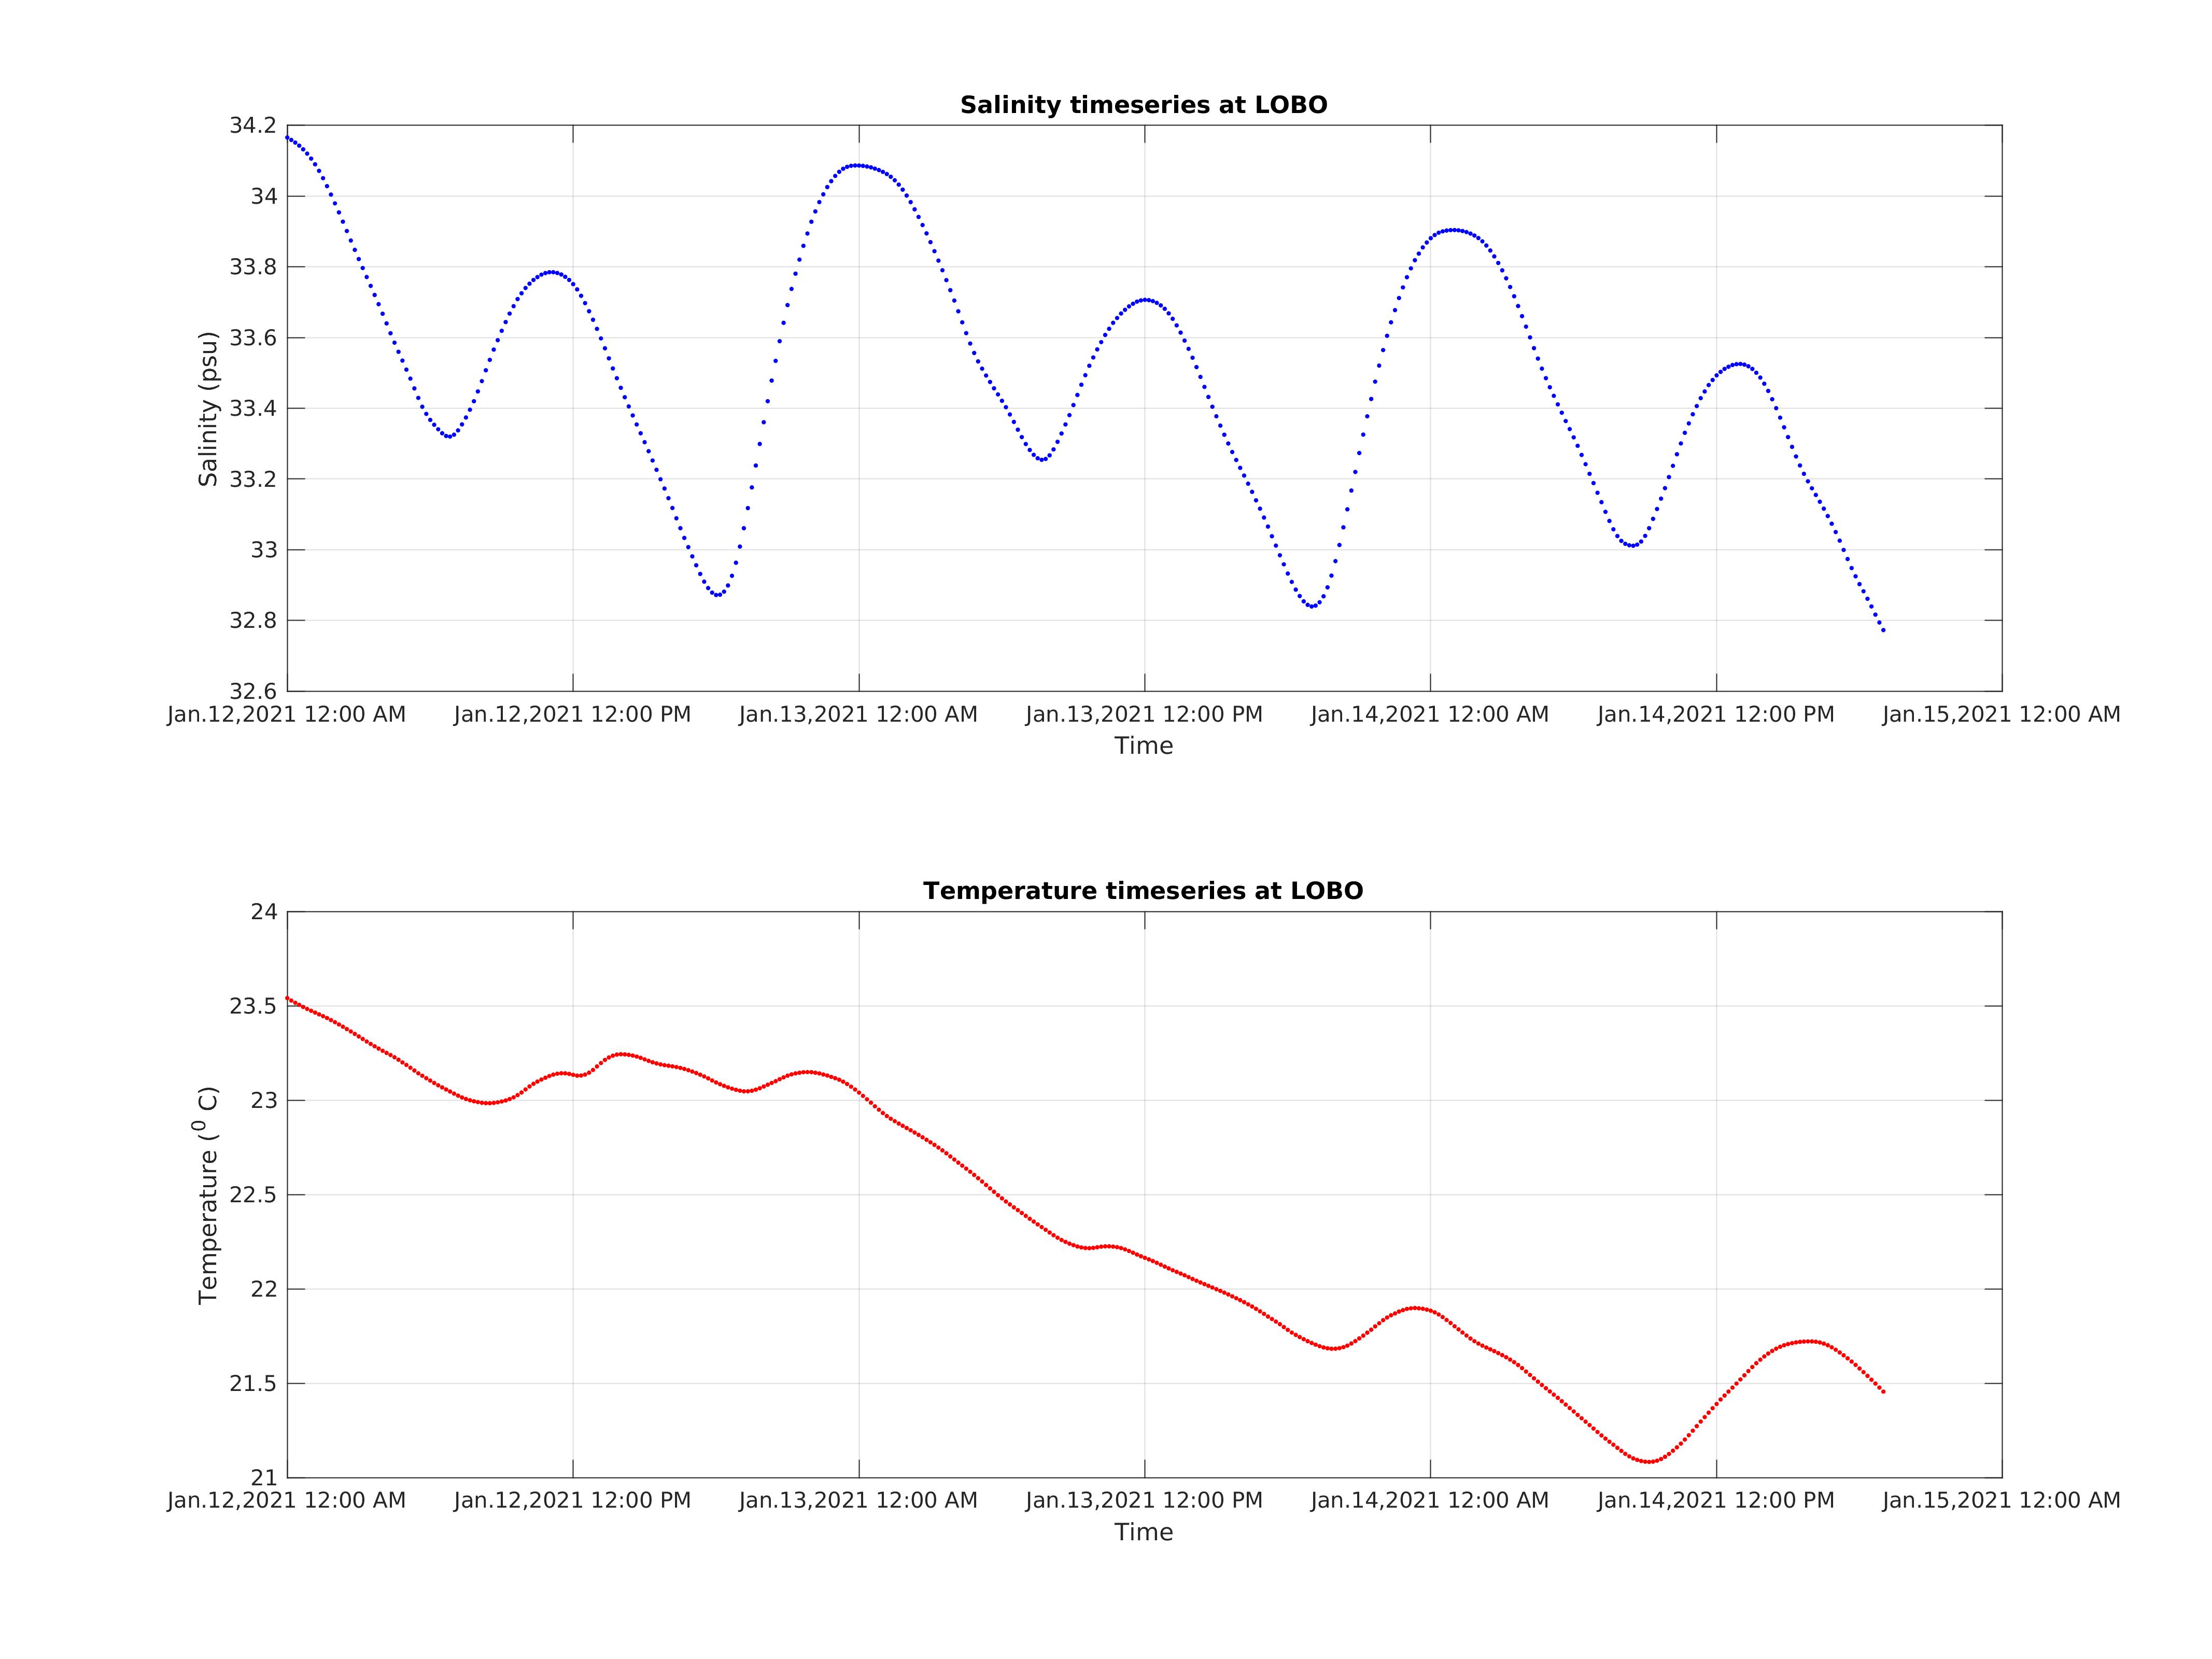 Salinity timeseries at LOBO
34.2
34
33.8
33.6
33.4
33.2
33
32.8
32.6
Salinity (psu)
Jan.12,2021 12:00 AM Jan.12,2021 12:00 PM Jan.13,2021 12:00 AM Jan.13,2021 12:00 PM Jan.14,2021 12:00 AM Jan.14,2021 12:00 PM Jan.15,2021 12:00 AM
Time
Temperature timeseries at LOBO
24
23.5
23
22.5
22
21.5
21
Temperature (⁰ C)
Jan.12,2021 12:00 AM Jan.12,2021 12:00 PM Jan.13,2021 12:00 AM Jan.13,2021 12:00 PM Jan.14,2021 12:00 AM Jan.14,2021 12:00 PM Jan.15,2021 12:00 AM
Time